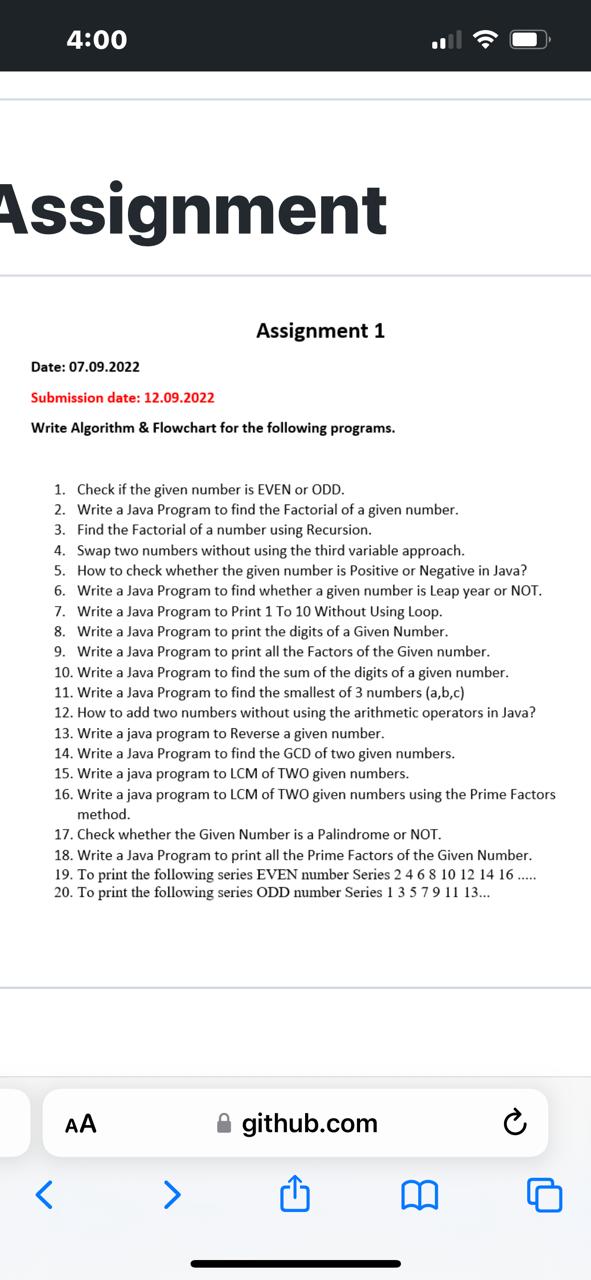 4:00
Assignment
Assignment 1
Date: 07.09.2022
Submission date: 12.09.2022
Write Algorithm & Flowchart for the following programs.
1. Check if the given number is EVEN or ODD.
2. Write a Java Program to find the Factorial of a given number.
3. Find the Factorial of a number using Recursion.
4. Swap two numbers without using the third variable approach.
5. How to check whether the given number is Positive or Negative in Java?
6. Write a Java Program to find whether a given number is Leap year or NOT.
7. Write a Java Program to Print 1 To 10 Without Using Loop.
8. Write a Java Program to print the digits of a Given Number.
9. Write a Java Program to print all the Factors of the Given number.
10. Write a Java Program to find the sum of the digits of a given number.
11. Write a Java Program to find the smallest of 3 numbers (a,b,c)
12. How to add two numbers without using the arithmetic operators in Java?
13. Write a java program to Reverse a given number.
14. Write a Java Program to find the GCD of two given numbers.
15. Write a java program to LCM of TWO given numbers.
16. Write a java program to LCM of TWO given numbers using the Prime Factors
method.
17. Check whether the Given Number is a Palindrome or NOT.
18. Write a Java Program to print all the Prime Factors of the Given Number.
19. To print the following series EVEN number Series 2 4 6 8 10 12 14 16 .....
20. To print the following series ODD number Series 1 3 5 7 9 11 13...
AA github.com